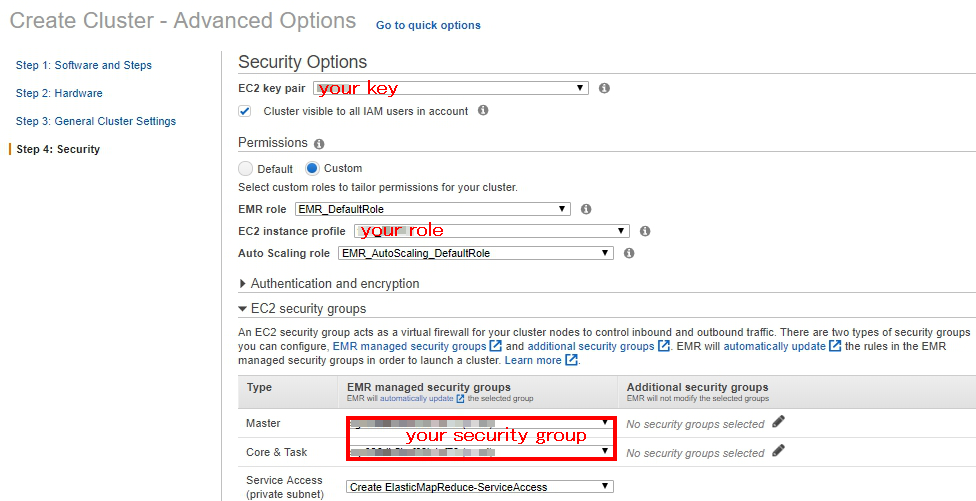 Create Cluster - Advanced Options Go to quick options
Step 1: Software and Steps
Step 2: Hardware
Step 3: General Cluster Settings
Step 4: Security
Security Options
EC2 key pair your key
Cluster visible to all IAM users in account
Permissions
Default Custom
Select custom roles to tailor permissions for your cluster.
EMR role EMR_DefaultRole
EC2 instance profile your role
Auto Scaling role EMR_AutoScaling_DefaultRole
Authentication and encryption
EC2 security groups
An EC2 security group acts as a virtual firewall for your cluster nodes to control inbound and outbound traffic. There are two types of security groups
you can configure, EMR managed security groups and additional security groups. EMR will automatically update the rules in the EMR
managed security groups in order to launch a cluster. Learn more.
Type EMR managed security groups Additional security groups
EMR will automatically update the selected group EMR will not modify the selected groups
Master No security groups selected
your security group
Core & Task No security groups selected
Service Access Create ElasticMapReduce-ServiceAccess
(private subnet)